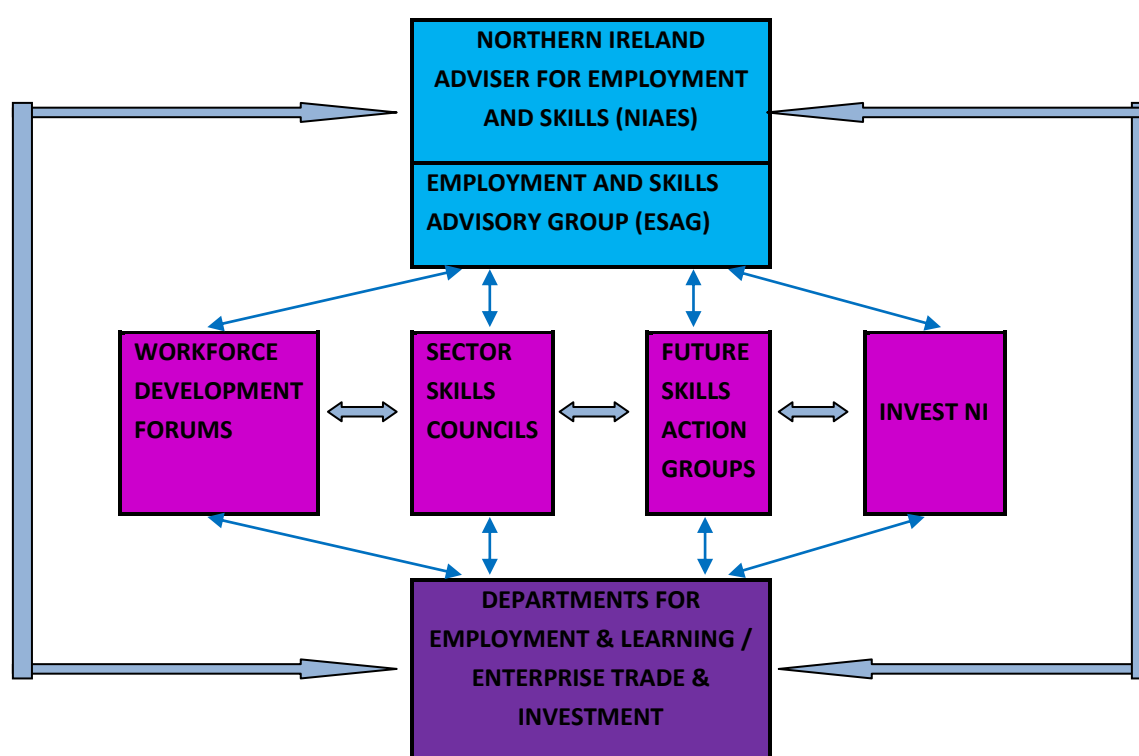 NORTHERN IRELAND
ADVISER FOR EMPLOYMENT
AND SKILLS (NIAES)
EMPLOYMENT AND SKILLS
ADVISORY GROUP (ESAG)
WORKFORCE
DEVELOPMENT
FORUMS
SECTOR
SKILLS
COUNCILS
FUTURE
SKILLS
ACTION
GROUPS
INVEST NI
DEPARTMENTS FOR
EMPLOYMENT & LEARNING /
ENTERPRISE TRADE &
INVESTMENT